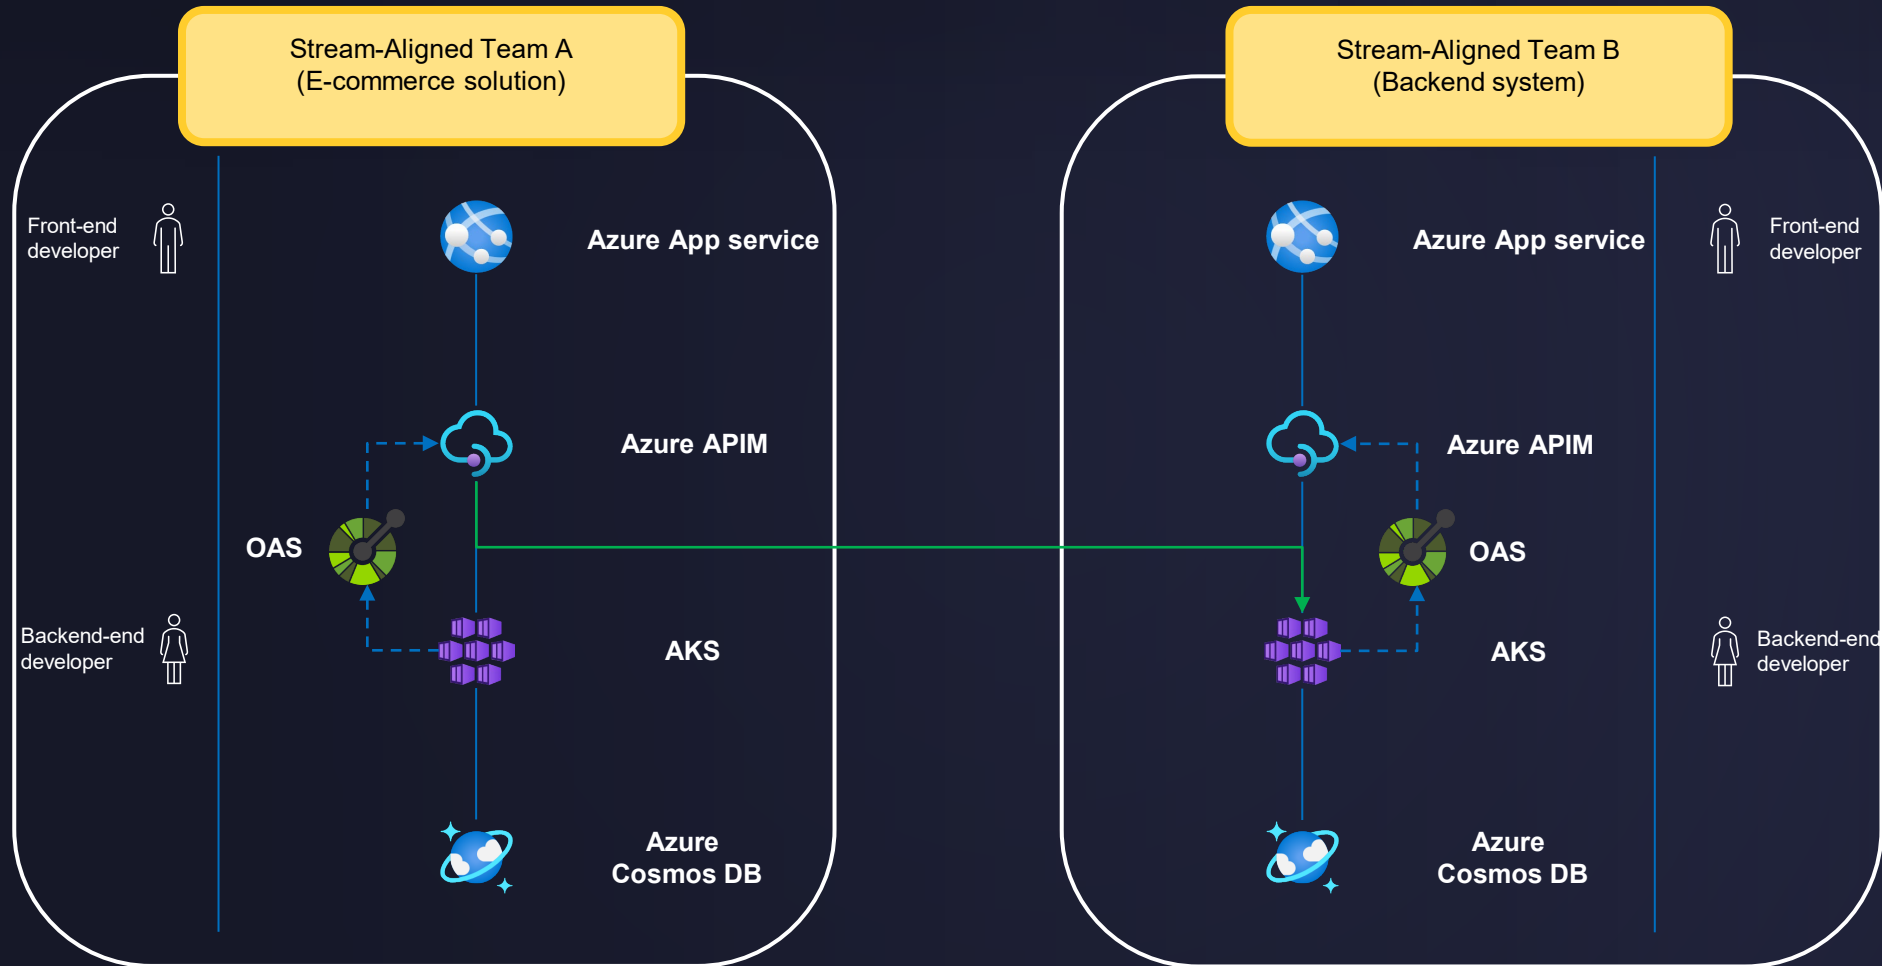 Stream-Aligned Team A
(E-commerce solution)
Front-end
developer
Azure App service
Azure APIM
OAS
Backend-end
developer
AKS
Azure
Cosmos DB
Stream-Aligned Team B
(Backend system)
Azure App service
Front-end
developer
Azure APIM
OAS
AKS
Backend-end
developer
Azure
Cosmos DB